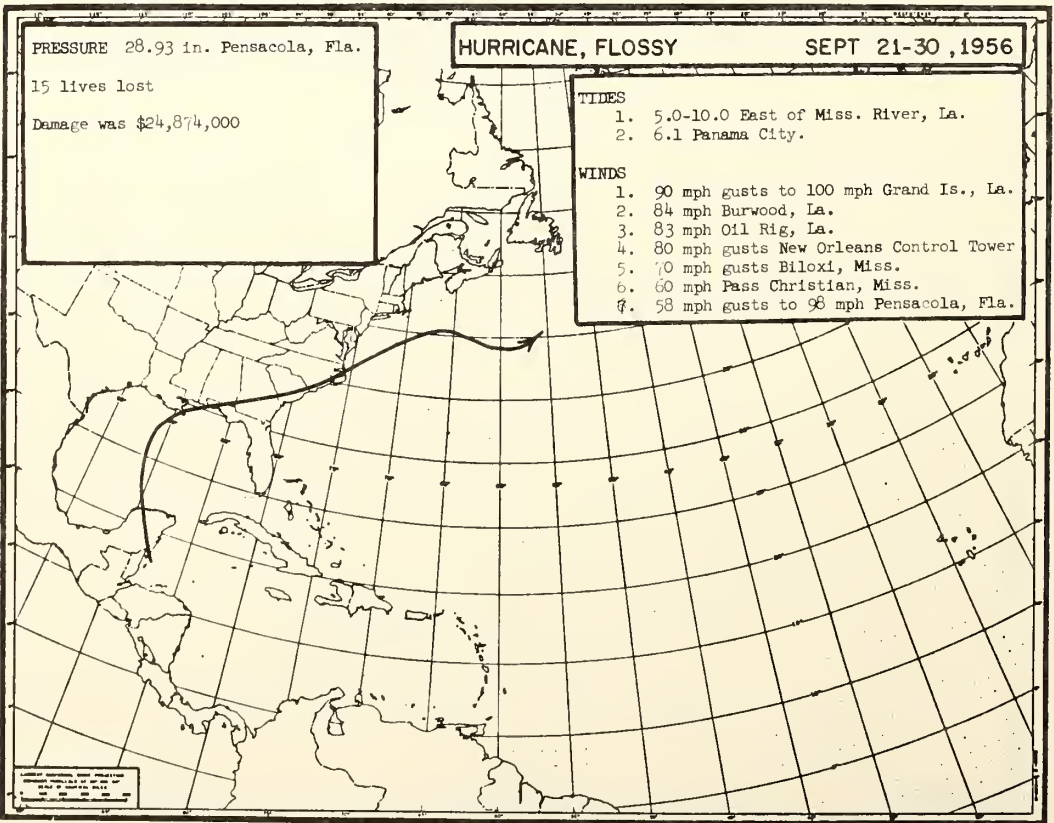 PRESSURE 28.93 in. Pensacola, Fla.
15 lives lost
Damage was $24,874,000
HURRICANE, FLOSSY SEPT 21-30, 1956
TIDES
1. 5.0-10.0 East of Miss. River, La.
2. 6.1 Panama City.
WINDS
1. 90 mph gusts to 100 mph Grand Is., La.
2. 84 mph Burwood, La.
3. 83 mph Oil Rig, La.
4. 80 mph gusts New Orleans Control Tower
5. 70 mph gusts Biloxi, Miss.
6. 60 mph Pass Christian, Miss.
7. 58 mph gusts to 98 mph Pensacola, Fla.